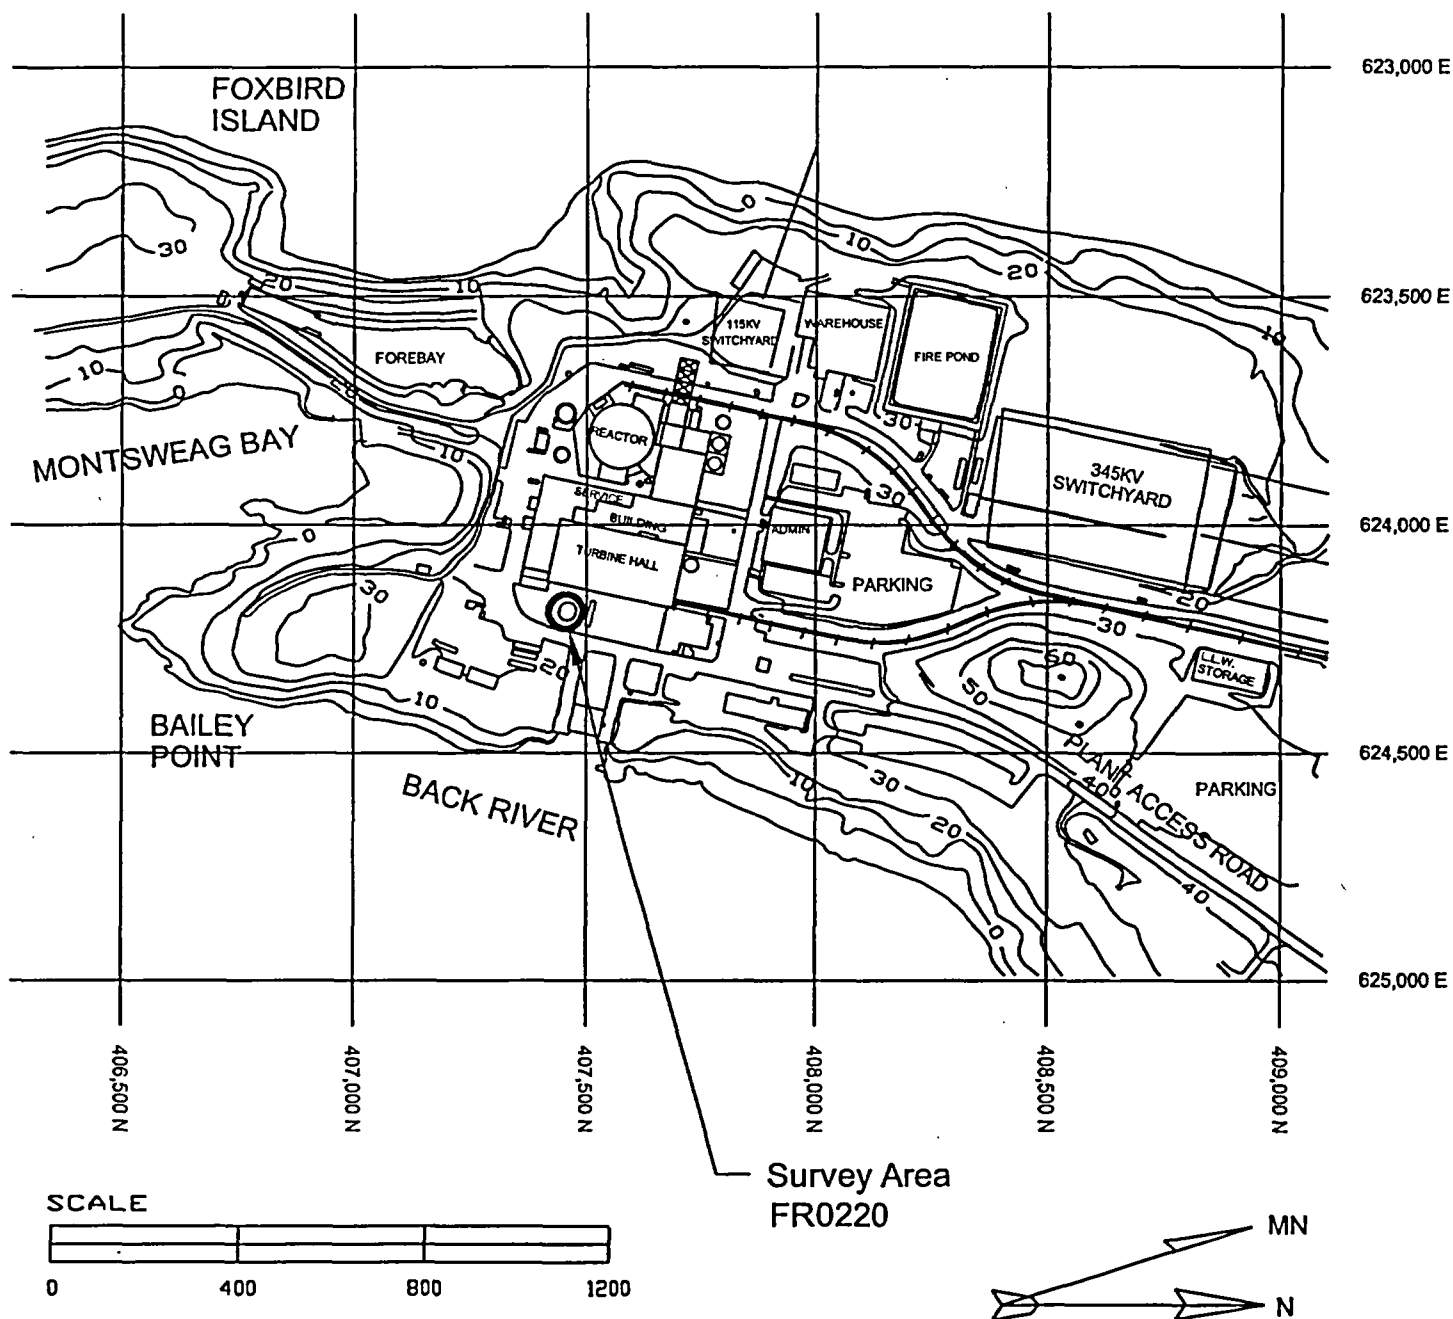 623,000 E
FOXBIRD
ISLAND
0
10
20
30
20
10
0
623,500 E
10
115KV
SWITCHYARD
WAREHOUSE
FIRE POND
FOREBAY
10
0
20
30
REACTOR
MONTSWEAG BAY
10
345KV
SWITCHYARD
30
SERVICE
BUILDING
ADMIN
624,000 E
0
TURBINE HALL
PARKING
30
20
30
60
L.L.W.
STORAGE
20
50
10
BAILEY
POINT
624,500 E
PLANT ACCESS ROAD
10
30
40
PARKING
BACK RIVER
20
40
0
625,000 E
406,500 N
407,000 N
407,500 N
408,000 N
408,500 N
409,000 N
Survey Area
FR0220
SCALE
0 400 800 1200
MN
N